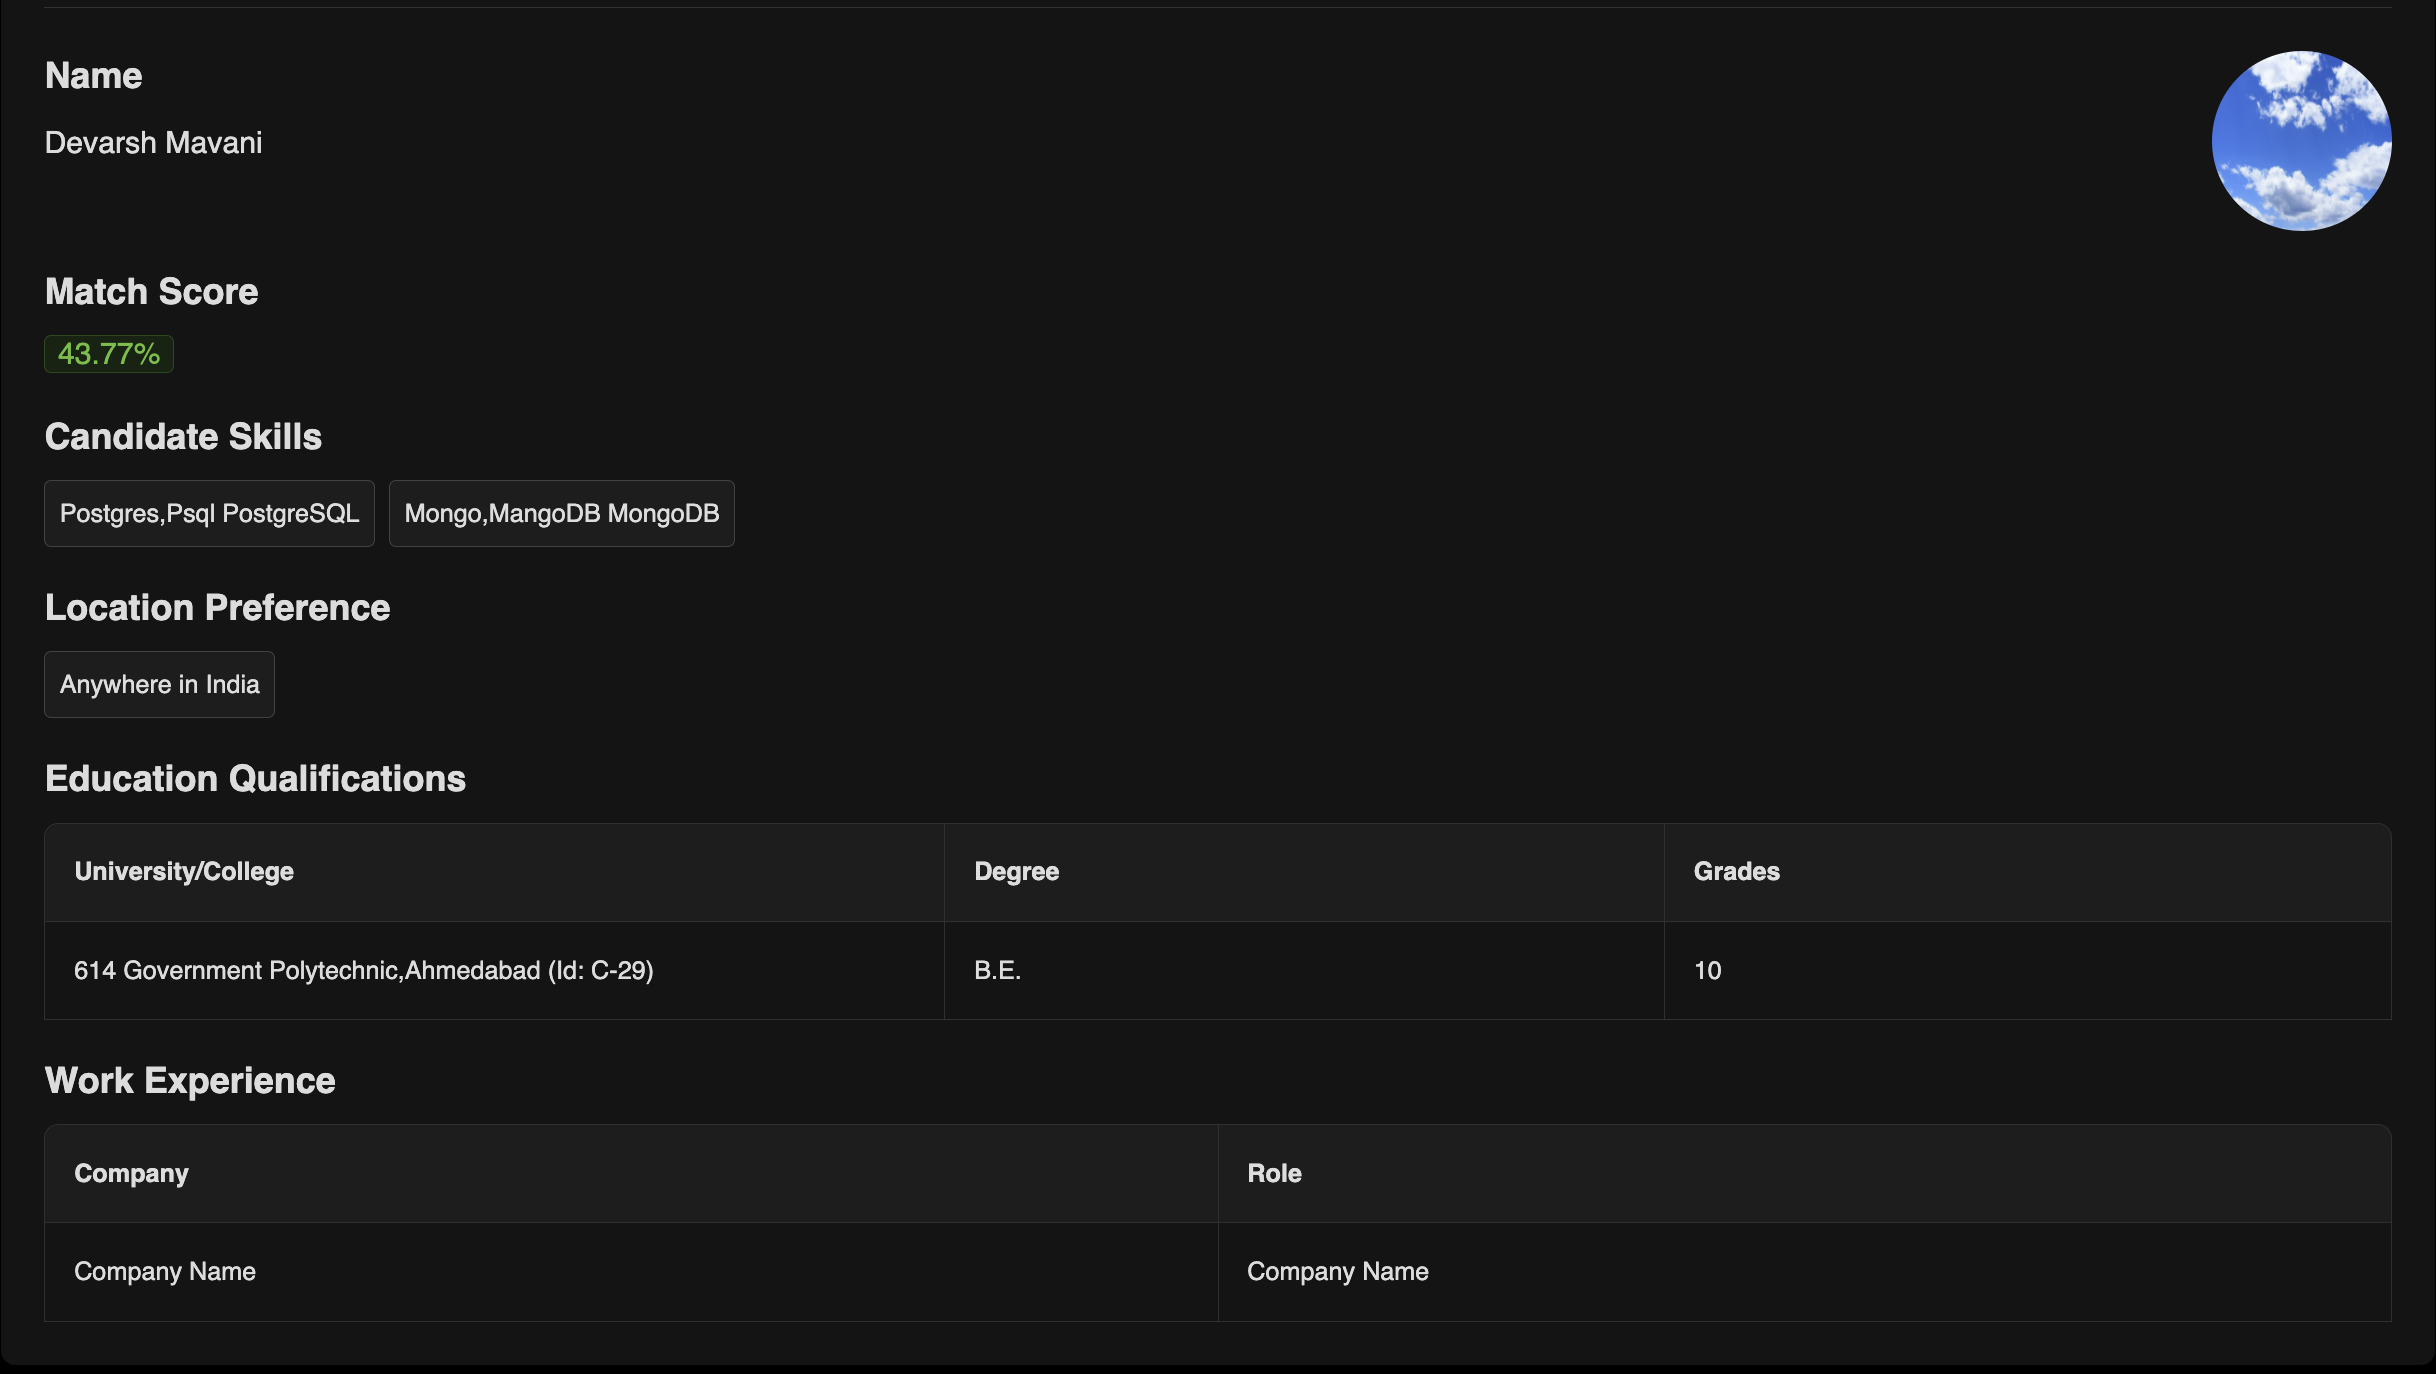 Name
Devarsh Mavani
Match Score
43.77%
Candidate Skills
Postgres,Psql PostgreSQL Mongo,MangoDB MongoDB
Location Preference
Anywhere in India
Education Qualifications
University/College Degree Grades
614 Government Polytechnic,Ahmedabad (Id: C-29) B.E. 10
Work Experience
Company Role
Company Name Company Name